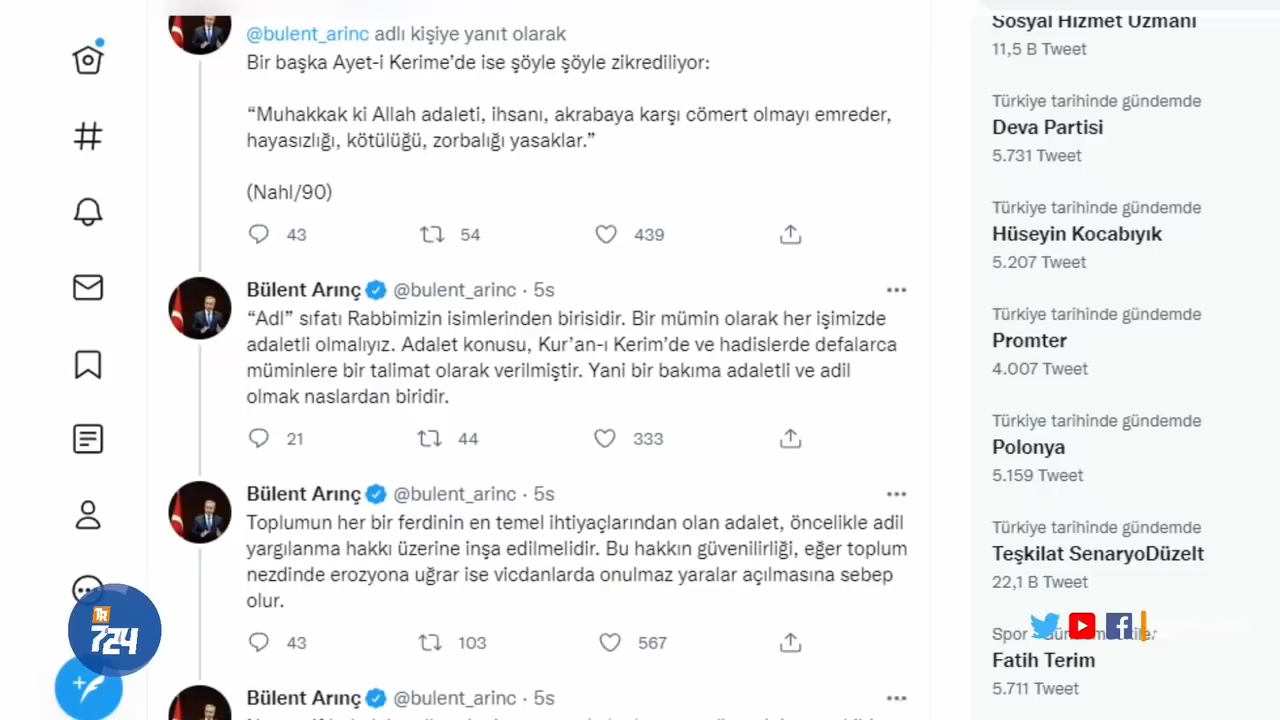 @bulent_arinc adlı kişiye yanıt olarak
Bir başka Ayet-i Kerime’de ise şöyle şöyle zikrediliyor:
“Muhakkak ki Allah adaleti, ihsanı, akrabaya karşı cömert olmayı emreder,
hayasızlığı, kötülüğü, zorbalığı yasaklar.”
(Nahl/90)
43 54 439
Bülent Arınç @bulent_arinc · 5s
“Adl” sıfatı Rabbimizin isimlerinden birisidir. Bir mümin olarak her işimizde
adaletli olmalıyız. Adalet konusu, Kur’an-ı Kerim’de ve hadislerde defalarca
müminlere bir talimat olarak verilmiştir. Yani bir bakıma adaletli ve adil
olmak naslardan biridir.
21 44 333
Bülent Arınç @bulent_arinc · 5s
Toplumun her bir ferdinin en temel ihtiyaçlarından olan adalet, öncelikle adil
yargılanma hakkı üzerine inşa edilmelidir. Bu hakkın güvenilirliği, eğer toplum
nezdinde erozyona uğrar ise vicdanlarda onulmaz yaralar açılmasına sebep
olur.
43 103 567
Bülent Arınç @bulent_arinc · 5s
Sosyal Hizmet Uzmanı
11,5 B Tweet
Türkiye tarihinde gündemde
Deva Partisi
5.731 Tweet
Türkiye tarihinde gündemde
Hüseyin Kocabıyık
5.207 Tweet
Türkiye tarihinde gündemde
Promter
4.007 Tweet
Türkiye tarihinde gündemde
Polonya
5.159 Tweet
Türkiye tarihinde gündemde
Teşkilat SenaryoDüzelt
22,1 B Tweet
Spor
Fatih Terim
5.711 Tweet
TR
724